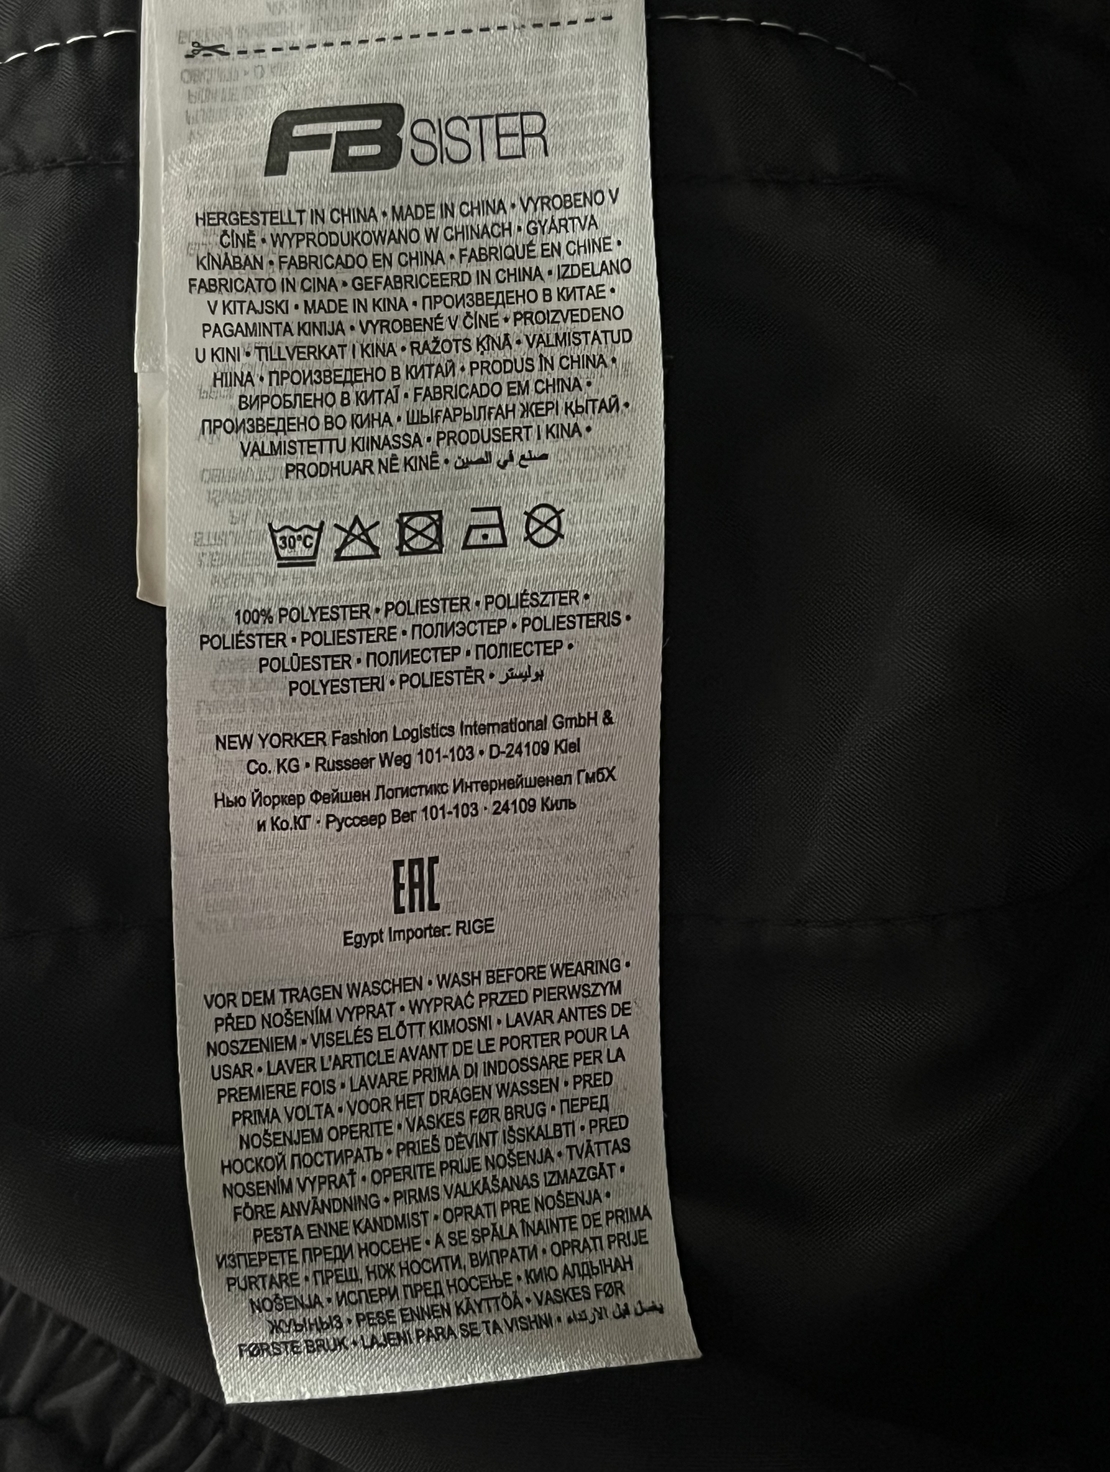 FB SISTER
HERGESTELLT IN CHINA • MADE IN CHINA • VYROBENO V
ČÍNĚ • WYPRODUKOWANO W CHINACH • GYÁRTVA
KÍNÁBAN • FABRICADO EN CHINA • FABRIQUÉ EN CHINE •
FABRICATO IN CINA • GEFABRICEERD IN CHINA • IZDELANO
V KITAJSKI • MADE IN KINA • ПРОИЗВЕДЕНО В КИТАЕ •
PAGAMINTA KINIJA • VYROBENÉ V ČÍNE • PROIZVEDENO
U KINI • TILLVERKAT I KINA • RAŽOTS ĶĪNĀ • VALMISTATUD
HIINA • ПРОИЗВЕДЕНО В КИТАЙ • PRODUS ÎN CHINA •
ВИРОБЛЕНО В КИТАЇ • FABRICADO EM CHINA •
ПРОИЗВЕДЕНО ВО КИНА • ШЫҒАРЫЛҒАН ЖЕРІ ҚЫТАЙ •
VALMISTETTU KIINASSA • PRODUSERT I KINA •
PRODHUAR NË KINË • صنع في الصين
30°C
100% POLYESTER • POLIESTER • POLIÉSZTER •
POLIÉSTER • POLIESTERE • ПОЛИЭСТЕР • POLIESTERIS •
POLÜESTER • ПОЛИЕСТЕР • ПОЛІЕСТЕР •
POLYESTERI • POLIESTËR • بوليستر
NEW YORKER Fashion Logistics International GmbH &
Co. KG • Russeer Weg 101-103 • D-24109 Kiel
Нью Йоркер Фейшен Логистикс Интернейшенел ГмбХ
и Ко.КГ · Руссеер Вег 101-103 · 24109 Киль
EAC
Egypt Importer: RIGE
VOR DEM TRAGEN WASCHEN • WASH BEFORE WEARING •
PŘED NOŠENÍM VYPRAT • WYPRAĆ PRZED PIERWSZYM
NOSZENIEM • VISELÉS ELŐTT KIMOSNI • LAVAR ANTES DE
USAR • LAVER L'ARTICLE AVANT DE LE PORTER POUR LA
PREMIERE FOIS • LAVARE PRIMA DI INDOSSARE PER LA
PRIMA VOLTA • VOOR HET DRAGEN WASSEN • PRED
NOŠENJEM OPERITE • VASKES FØR BRUG • ПЕРЕД
НОСКОЙ ПОСТИРАТЬ • PRIEŠ DĖVINT IŠSKALBTI • PRED
NOSENÍM VYPRAŤ • OPERITE PRIJE NOŠENJA • TVÄTTAS
FÖRE ANVÄNDNING • PIRMS VALKĀŠANAS IZMAZGĀT •
PESTA ENNE KANDMIST • OPRATI PRE NOŠENJA •
ИЗПЕРЕТЕ ПРЕДИ НОСЕНЕ • A SE SPĂLA ÎNAINTE DE PRIMA
PURTARE • ПРЕШ, НІЖ НОСИТИ, ВИПРАТИ • OPRATI PRIJE
NOŠENJA • ИСПЕРИ ПРЕД НОСЕЊЕ • КИЮ АЛДЫНАН
ЖУЫҢЫЗ • PESE ENNEN KÄYTTÖÄ • VASKES FØR
FØRSTE BRUK • LAJENI PARA SE TA VISHNI • يغسل قبل الارتداء